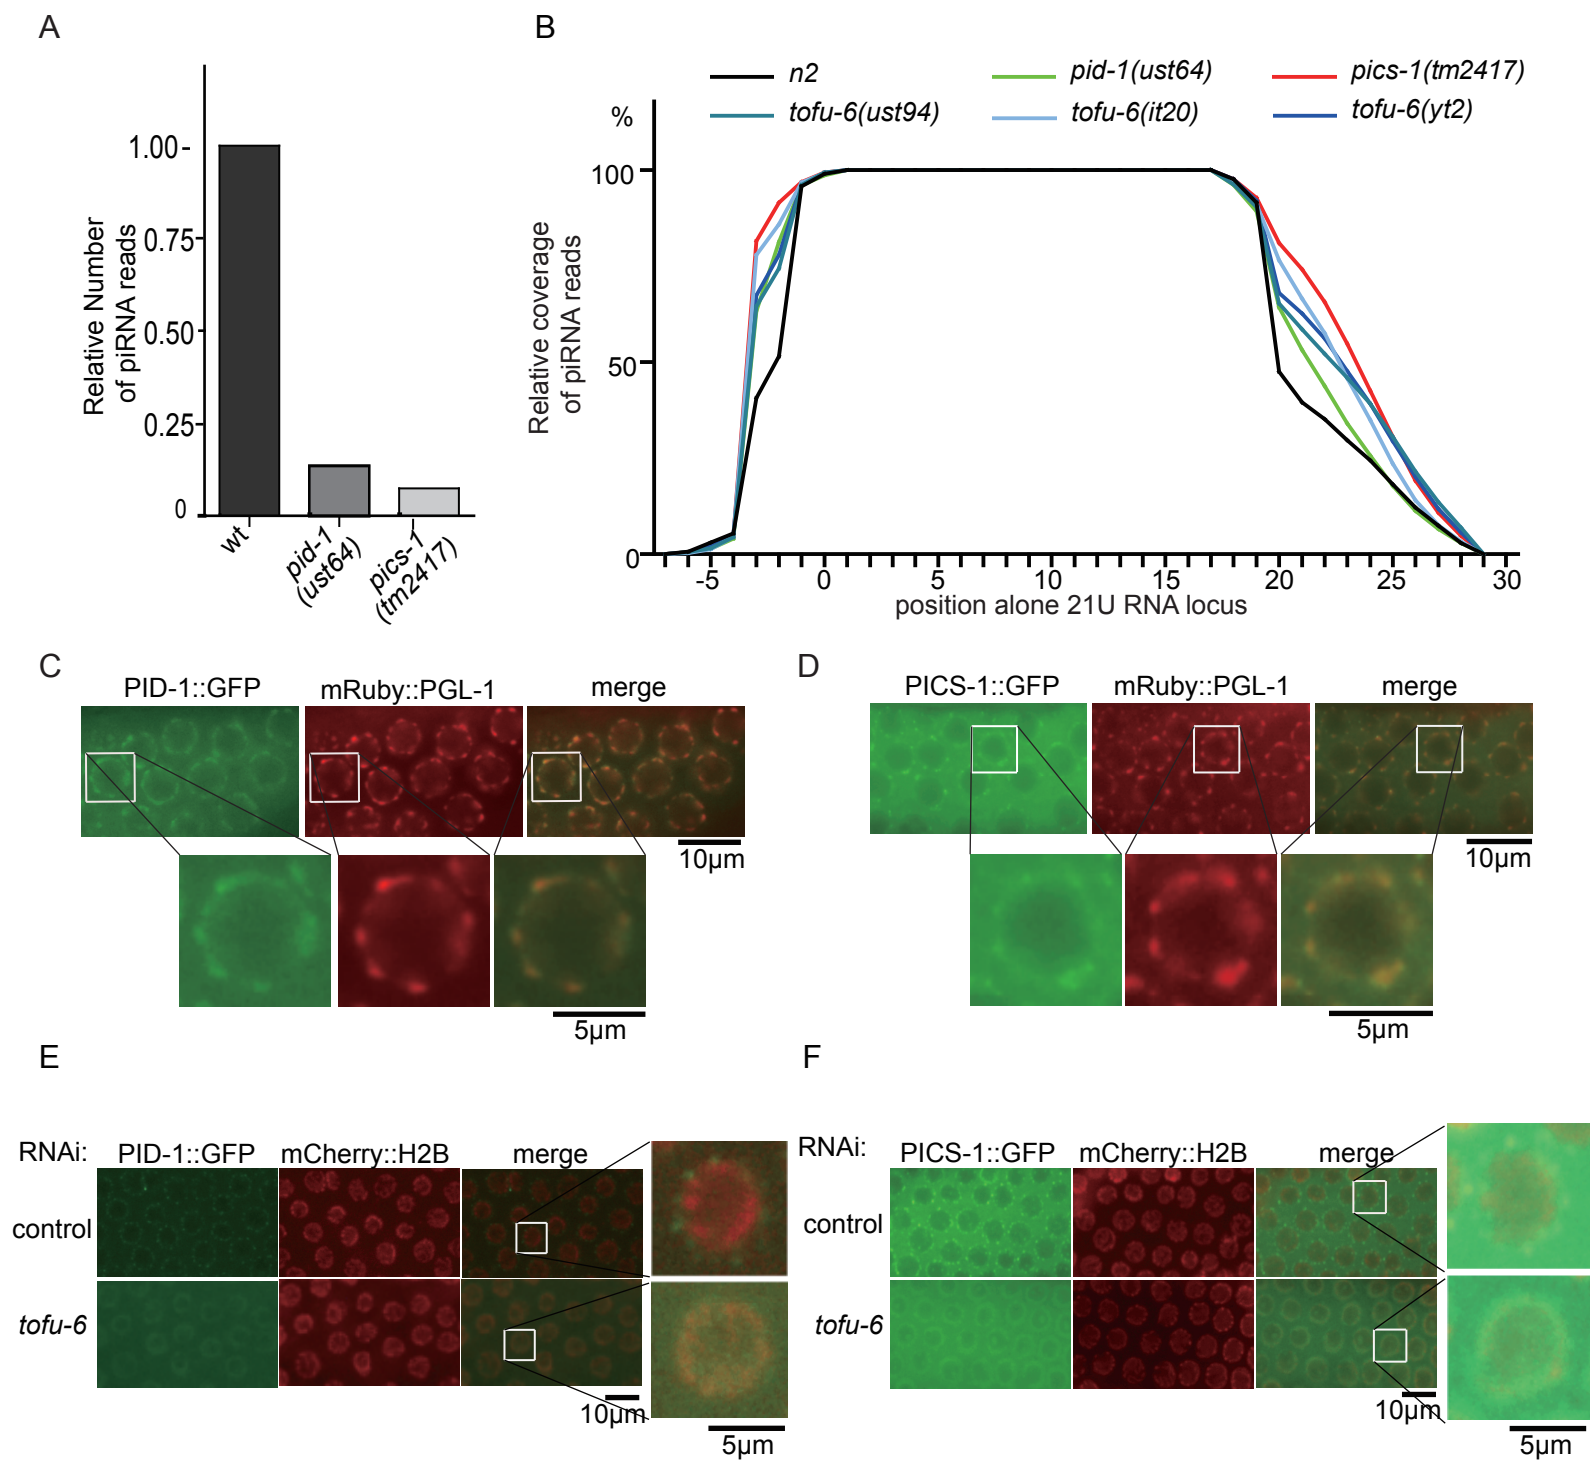 A
1.00-
0.75
0.50
0.25
0
Relative Number
of piRNA reads
wt
pid-1
(ust64)
pics-1
(tm2417)
B
n2
pid-1(ust64)
pics-1(tm2417)
tofu-6(ust94)
tofu-6(it20)
tofu-6(yt2)
%
100
50
0
Relative coverage
of piRNA reads
-5 0 5 10 15 20 25 30
position alone 21U RNA locus
C
PID-1::GFP mRuby::PGL-1 merge
10μm
5μm
D
PICS-1::GFP mRuby::PGL-1 merge
10μm
5μm
E
RNAi: PID-1::GFP mCherry::H2B merge
control
tofu-6
10μm
5μm
F
RNAi: PICS-1::GFP mCherry::H2B merge
control
tofu-6
10μm
5μm